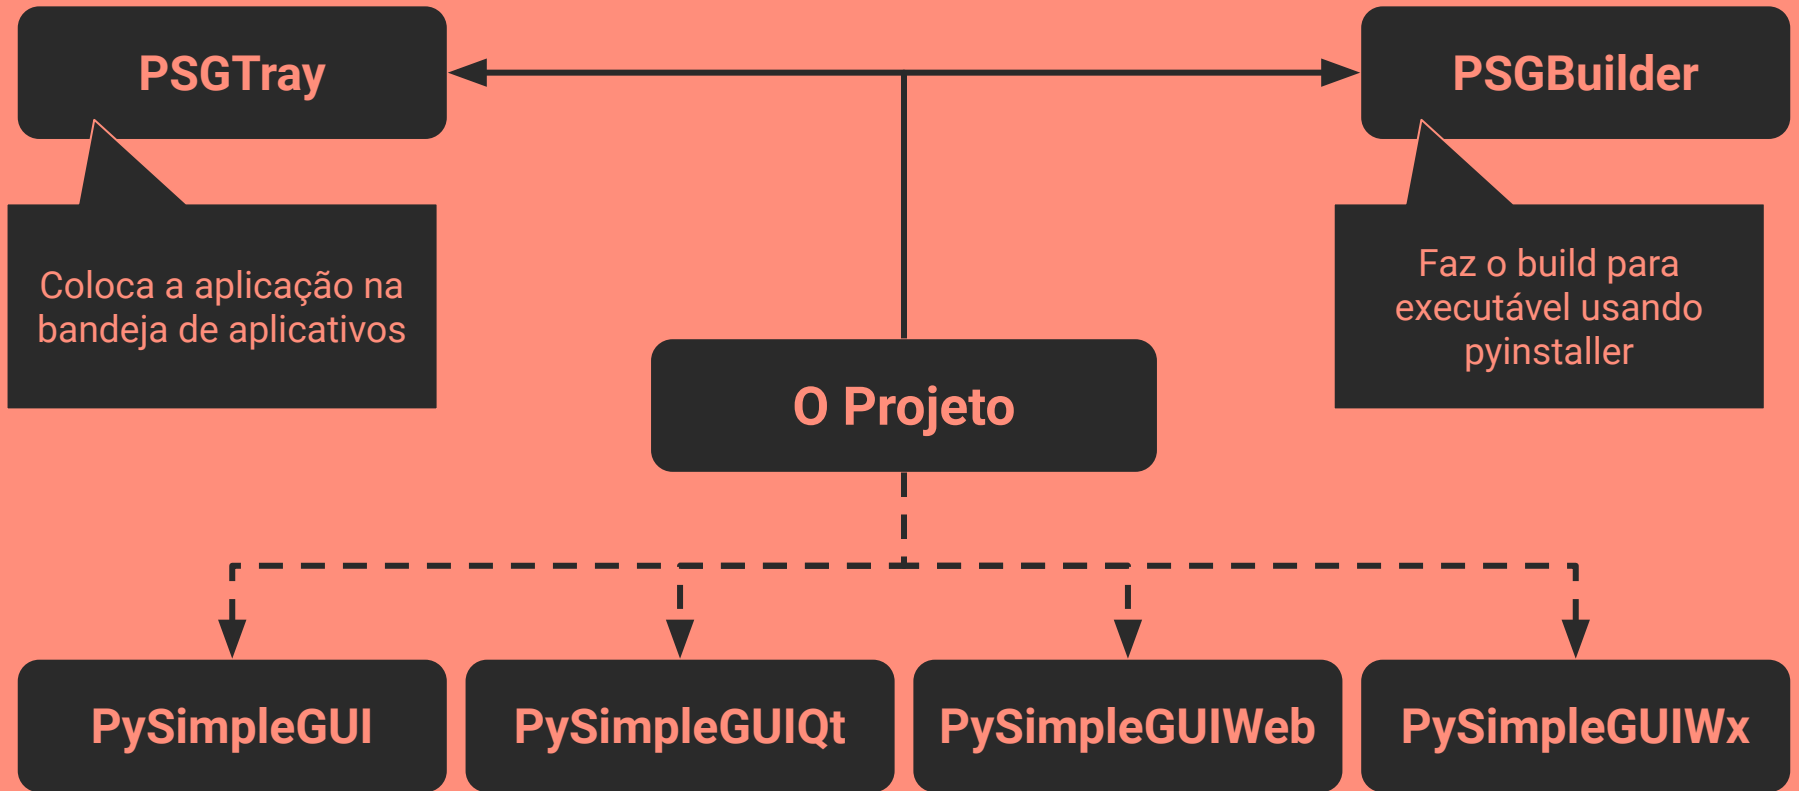 PSGTray
PSGBuilder
Coloca a aplicação na
bandeja de aplicativos
Faz o build para
executável usando
pyinstaller
O Projeto
PySimpleGUI
PySimpleGUIQt
PySimpleGUIWeb
PySimpleGUIWx